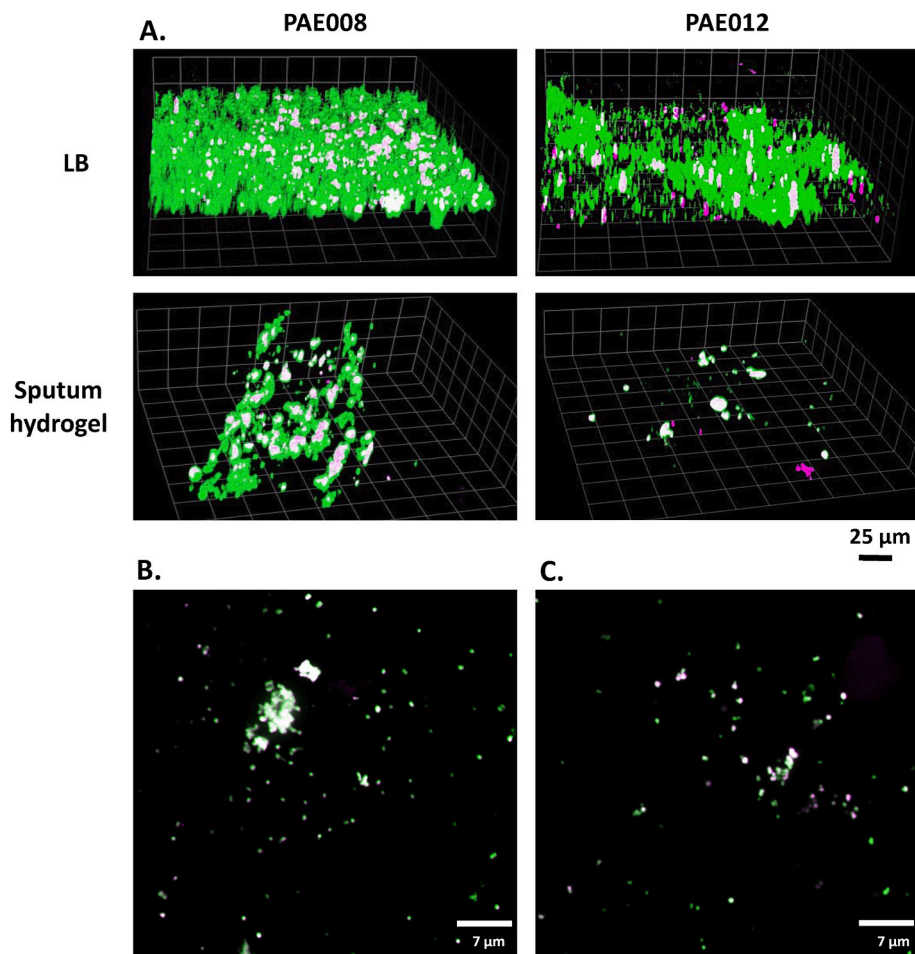 A.
PAE008
PAE012
LB
Sputum
hydrogel
25 μm
B.
C.
7 μm
7 μm